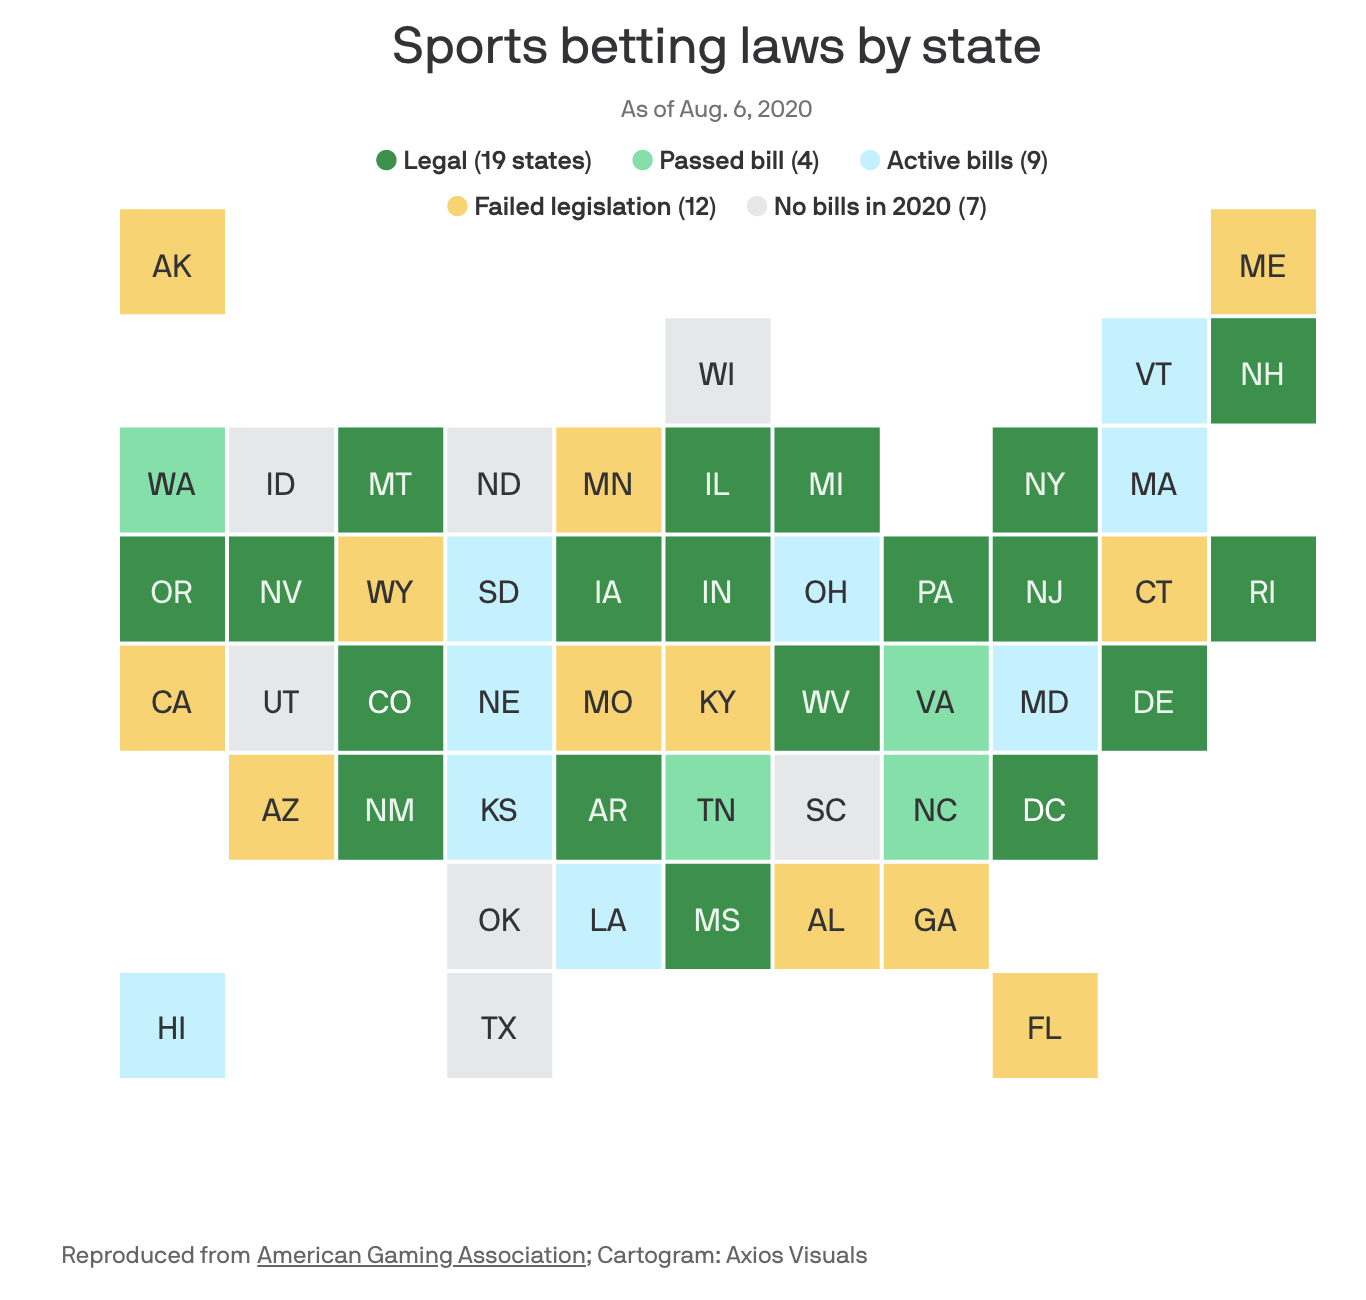 Sports betting laws by state
As of Aug. 6, 2020
Legal (19 states) Passed bill (4) Active bills (9)
Failed legislation (12) No bills in 2020 (7)
AK ME
WI VT NH
WA ID MT ND MN IL MI NY MA
OR NV WY SD IA IN OH PA NJ CT RI
CA UT CO NE MO KY WV VA MD DE
AZ NM KS AR TN SC NC DC
OK LA MS AL GA
HI TX FL
Reproduced from American Gaming Association; Cartogram: Axios Visuals